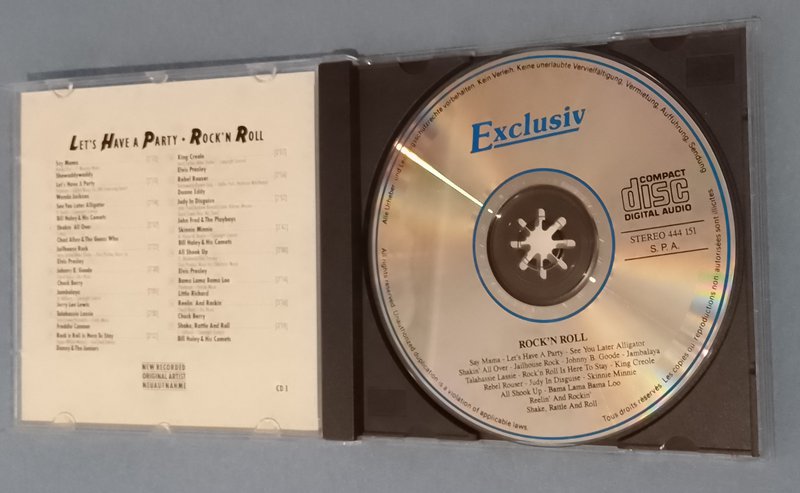 LET'S HAVE A PARTY • ROCK'N ROLL
Say Mama
Showaddywaddy
Let's Have A Party
Wanda Jackson
See You Later Alligator
Bill Haley & His Comets
Shakin' All Over
Chad Allen & The Guess Who
Jailhouse Rock
Elvis Presley
Johnny B. Goode
Chuck Berry
Jambalaya
Jerry Lee Lewis
Talahassie Lassie
Freddie Cannon
Rock'n Roll Is Here To Stay
Danny & The Juniors
King Creole
Elvis Presley
Rebel Rouser
Duane Eddy
Judy In Disguise
John Fred & The Playboys
Skinnie Minnie
Bill Haley & His Comets
All Shook Up
Elvis Presley
Bama Lama Bama Loo
Little Richard
Reelin' And Rockin'
Chuck Berry
Shake, Rattle And Roll
Bill Haley & His Comets
NEW RECORDED
ORIGINAL ARTIST
NEUAUFNAHME
CD 3
Exclusiv
COMPACT
disc
DIGITAL AUDIO
STEREO 444 151
S. P. A.
ROCK'N ROLL
Say Mama - Let's Have A Party - See You Later Alligator
Shakin' All Over - Jailhouse Rock - Johnny B. Goode - Jambalaya
Talahassie Lassie - Rock'n Roll Is Here To Stay - King Creole
Rebel Rouser - Judy In Disguise - Skinnie Minnie
All Shook Up - Bama Lama Bama Loo
Reelin' And Rockin'
Shake, Rattle And Roll
Alle Urheber- und Leistungsschutzrechte vorbehalten. Kein Verleih. Keine unerlaubte Vervielfältigung, Vermietung, Aufführung, Sendung
All rights reserved. Unauthorized duplication is a violation of applicable laws.
Tous droits réservés. Les copies ou reproductions non autorisées sont illicites.